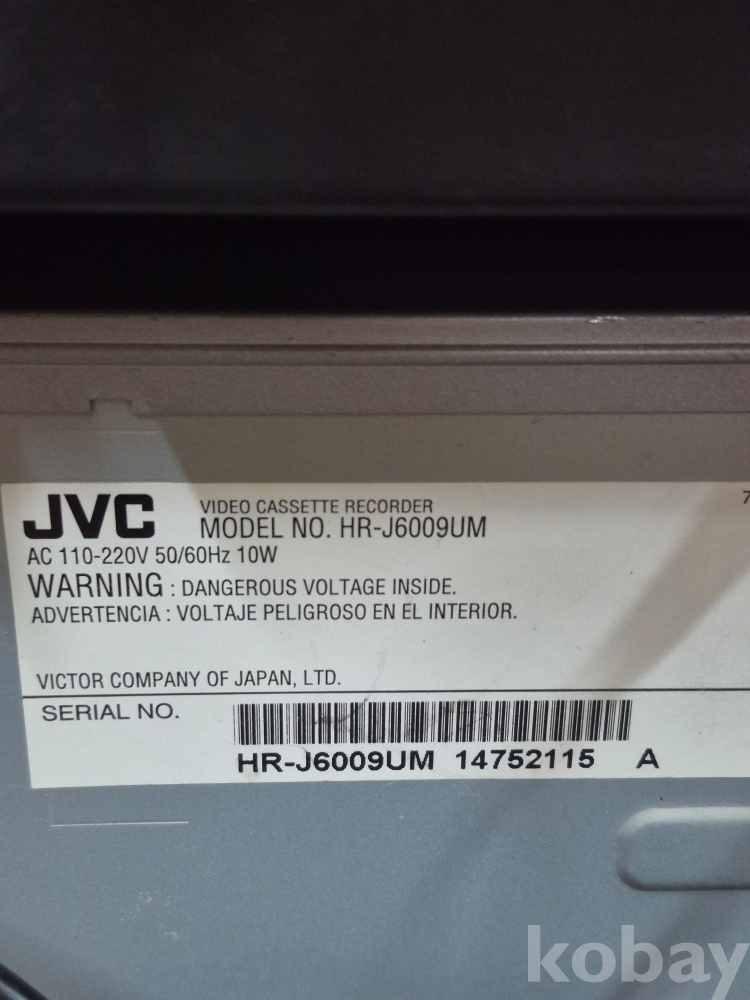 JVC
VIDEO CASSETTE RECORDER
MODEL NO. HR-J6009UM
7
AC 110-220V 50/60Hz 10W
WARNING : DANGEROUS VOLTAGE INSIDE.
ADVERTENCIA : VOLTAJE PELIGROSO EN EL INTERIOR.
VICTOR COMPANY OF JAPAN, LTD.
SERIAL NO.
HR-J6009UM 14752115 A
kobay